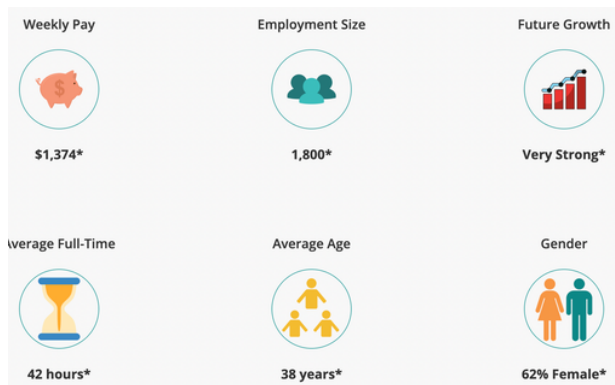 Weekly Pay
Employment Size
Future Growth
$
$1,374*
1,800*
Very Strong*
Average Full-Time
Average Age
Gender
42 hours*
38 years*
62% Female*